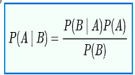 P(A | B) = P(B | A)P(A) / P(B)